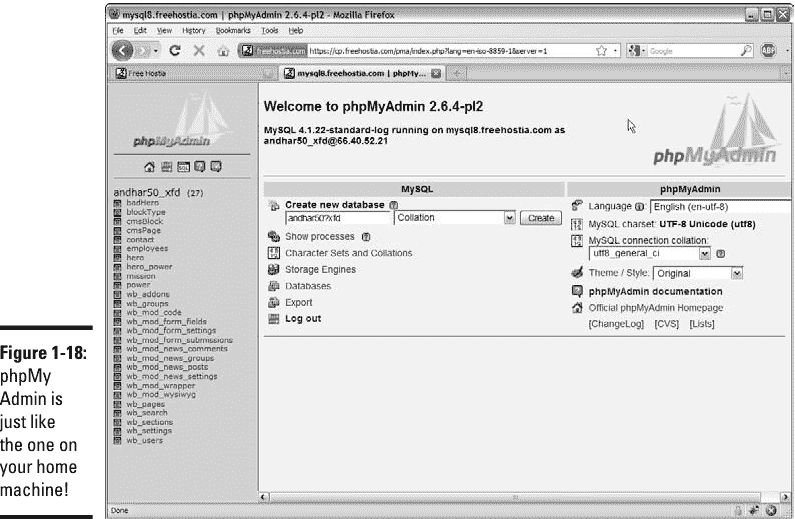 mysql8.freehostia.com | phpMyAdmin 2.6.4-pl2 - Mozilla Firefox
File Edit View History Bookmarks Tools Help
freehostia.com https://cp.freehostia.com/pma/index.php?lang=en-iso-8859-1&server=1
Google
ABP
Free Hostia
mysql8.freehostia.com | phpMy...
phpMyAdmin
andhar50_xfd (27)
badHero
blockType
cmsBlock
cmsPage
contact
employees
hero
hero_power
mission
power
wb_addons
wb_groups
wb_mod_code
wb_mod_form_fields
wb_mod_form_settings
wb_mod_form_submissions
wb_mod_news_comments
wb_mod_news_groups
wb_mod_news_posts
wb_mod_news_settings
wb_mod_wrapper
wb_mod_wysiwyg
wb_pages
wb_search
wb_sections
wb_settings
wb_users
Welcome to phpMyAdmin 2.6.4-pl2
MySQL 4.1.22-standard-log running on mysql8.freehostia.com as
andhar50_xfd@66.40.52.21
phpMyAdmin
MySQL
Create new database
andhar50?xfd Collation Create
Show processes
Character Sets and Collations
Storage Engines
Databases
Export
Log out
phpMyAdmin
Language : English (en-utf-8)
MySQL charset: UTF-8 Unicode (utf8)
MySQL connection collation:
utf8_general_ci
Theme / Style: Original
phpMyAdmin documentation
Official phpMyAdmin Homepage
[ChangeLog] [CVS] [Lists]
Done
Figure 1-18:
phpMy
Admin is
just like
the one on
your home
machine!